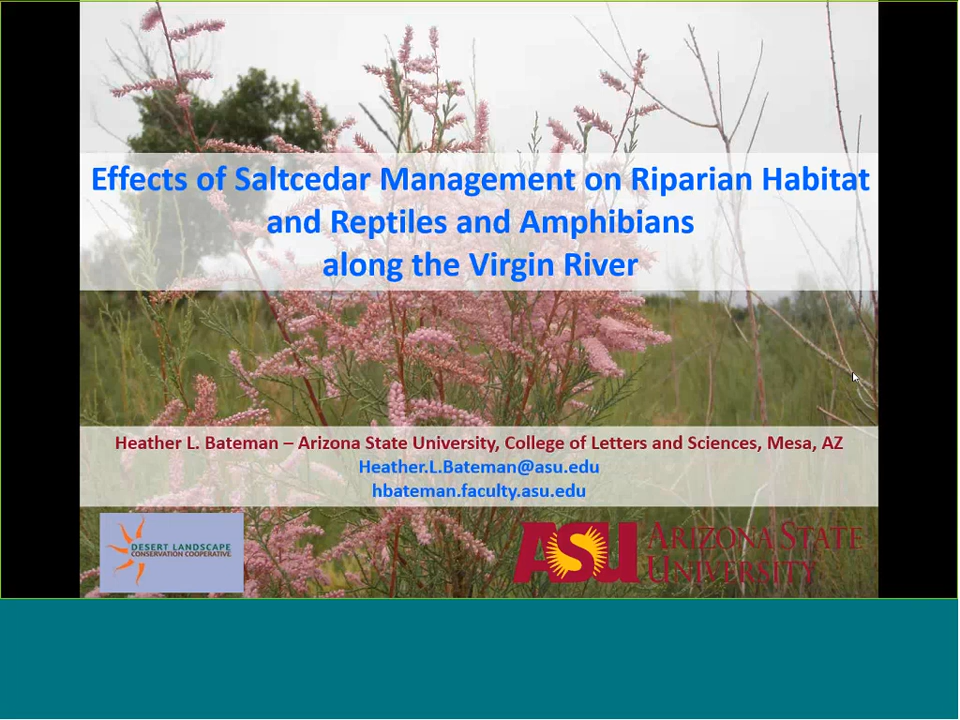 Effects of Saltcedar Management on Riparian Habitat
and Reptiles and Amphibians
along the Virgin River
Heather L. Bateman – Arizona State University, College of Letters and Sciences, Mesa, AZ
Heather.L.Bateman@asu.edu
hbateman.faculty.asu.edu
DESERT LANDSCAPE
CONSERVATION COOPERATIVE
ASU ARIZONA STATE
UNIVERSITY